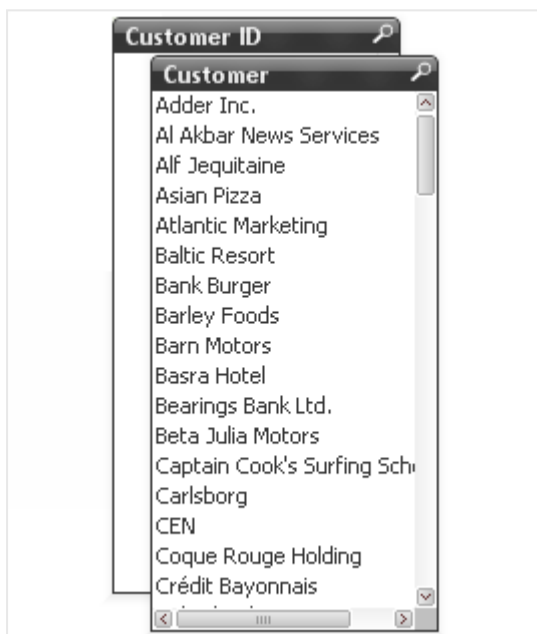 Customer ID
Customer
Adder Inc.
Al Akbar News Services
Alf Jequitaine
Asian Pizza
Atlantic Marketing
Baltic Resort
Bank Burger
Barley Foods
Barn Motors
Basra Hotel
Bearings Bank Ltd.
Beta Julia Motors
Captain Cook's Surfing Sch
Carlsborg
CEN
Coque Rouge Holding
Crédit Bayonnais